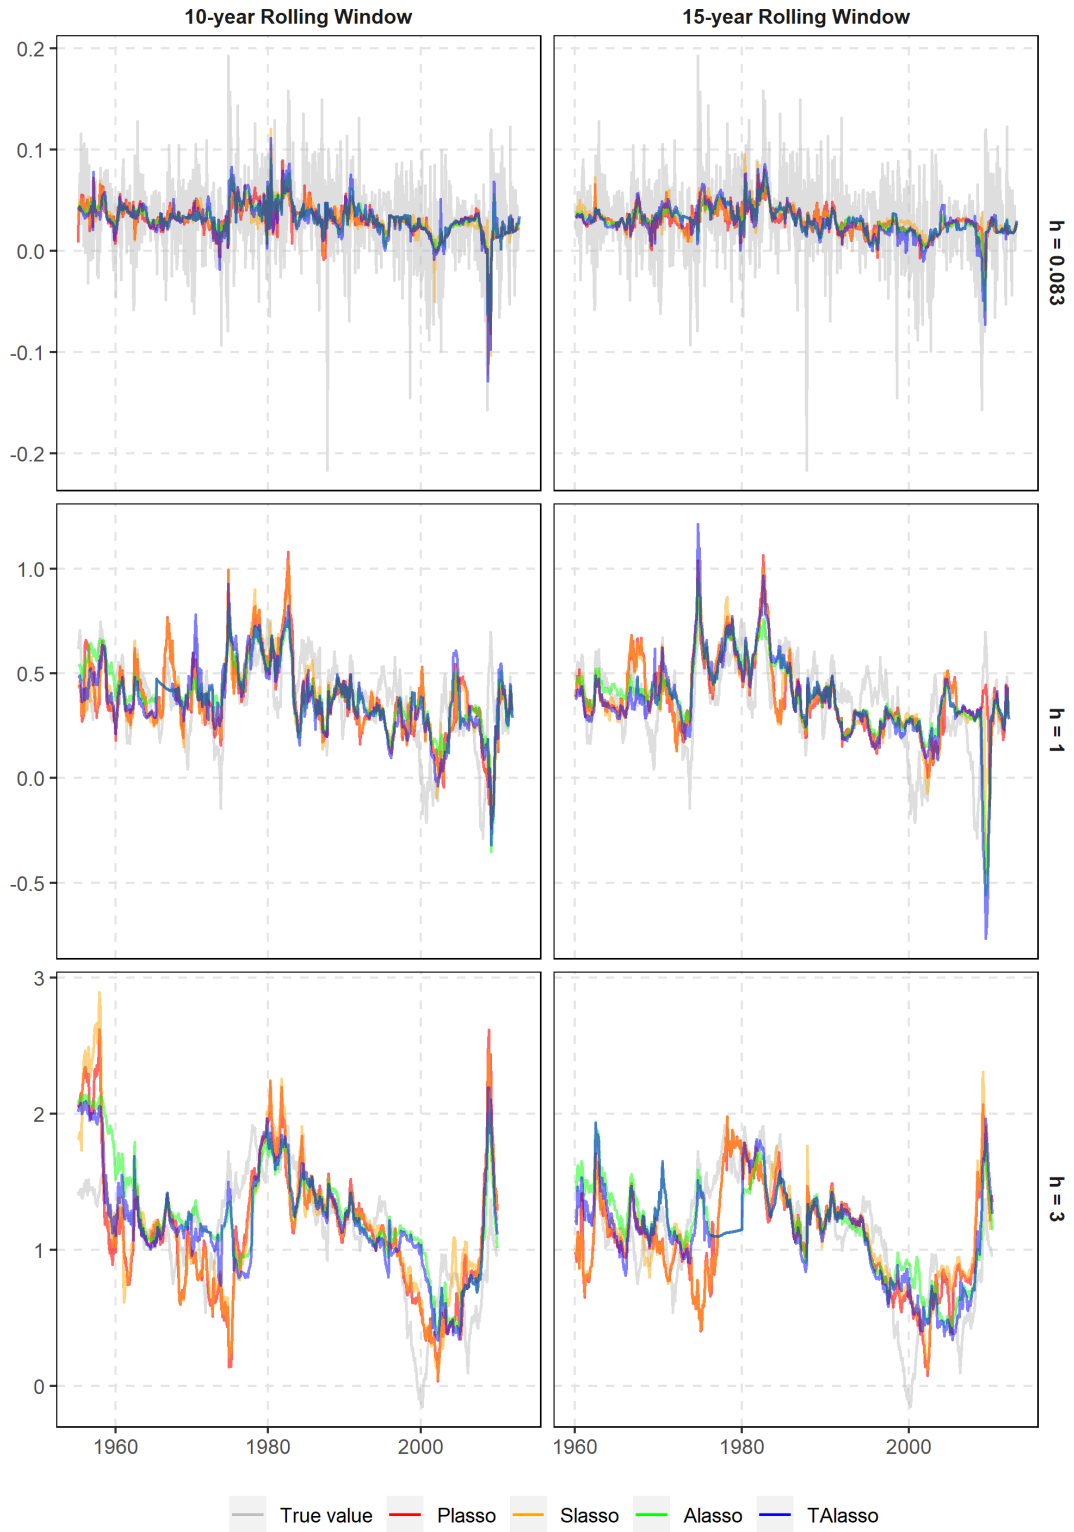 10-year Rolling Window
15-year Rolling Window
0.2
0.1
0.0
-0.1
-0.2
h = 0.083
1.0
0.5
0.0
-0.5
h = 1
3
2
1
0
h = 3
1960
1980
2000
1960
1980
2000
True value
Plasso
Slasso
Alasso
TAlasso